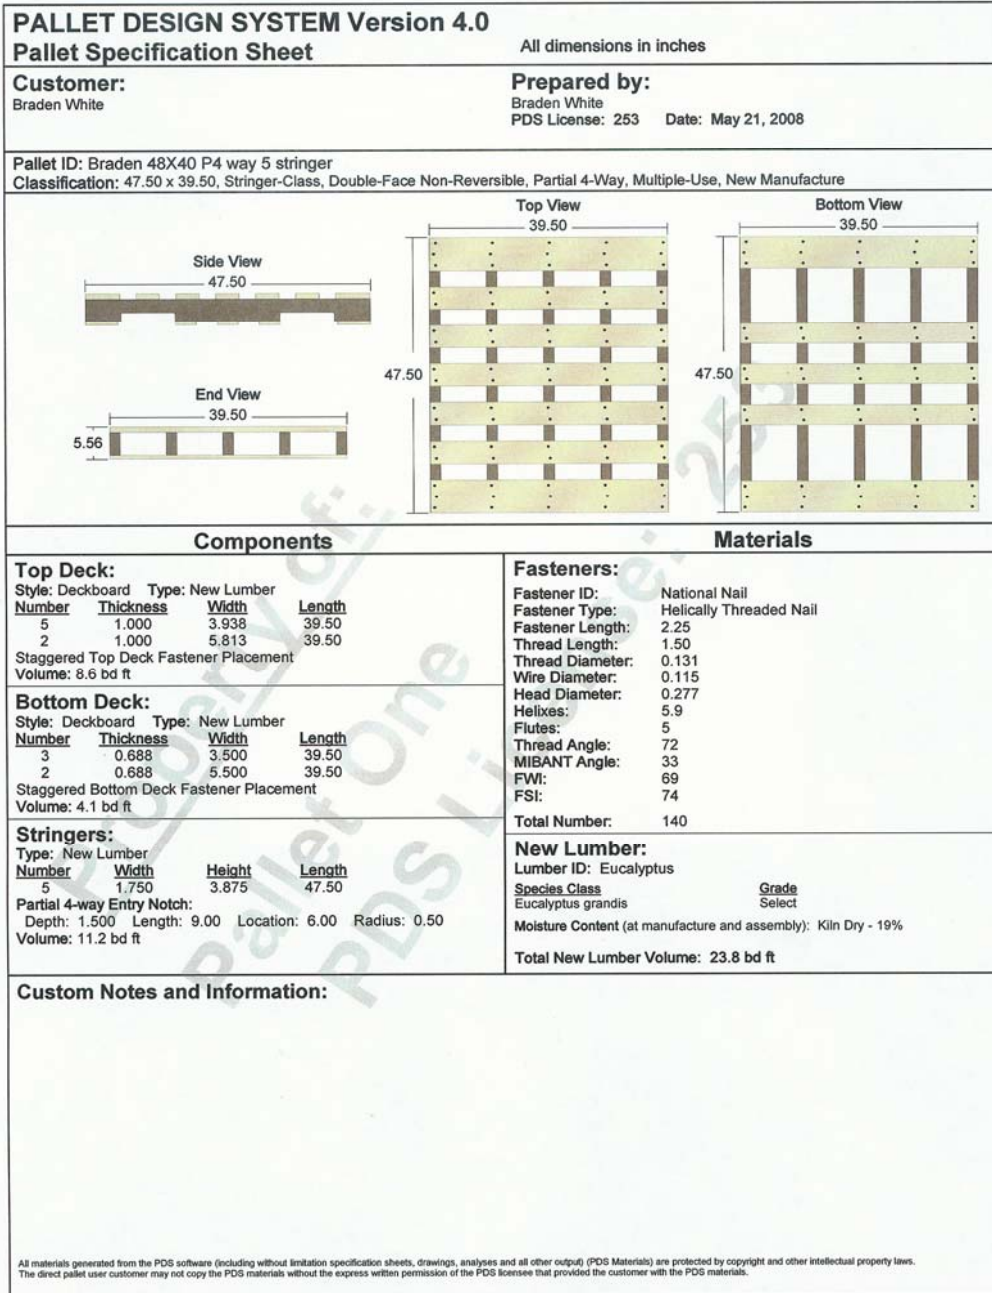 PALLET DESIGN SYSTEM Version 4.0
Pallet Specification Sheet
All dimensions in inches
Customer:
Braden White
Prepared by:
Braden White
PDS License: 253 Date: May 21, 2008
Pallet ID: Braden 48X40 P4 way 5 stringer
Classification: 47.50 x 39.50, Stringer-Class, Double-Face Non-Reversible, Partial 4-Way, Multiple-Use, New Manufacture
Side View
47.50
End View
39.50
5.56
Top View
39.50
47.50
Bottom View
39.50
47.50
Property of:
Pallet One
PDS License: 253
Components
Top Deck:
Style: Deckboard Type: New Lumber
Number Thickness Width Length
5 1.000 3.938 39.50
2 1.000 5.813 39.50
Staggered Top Deck Fastener Placement
Volume: 8.6 bd ft
Bottom Deck:
Style: Deckboard Type: New Lumber
Number Thickness Width Length
3 0.688 3.500 39.50
2 0.688 5.500 39.50
Staggered Bottom Deck Fastener Placement
Volume: 4.1 bd ft
Stringers:
Type: New Lumber
Number Width Height Length
5 1.750 3.875 47.50
Partial 4-way Entry Notch:
Depth: 1.500 Length: 9.00 Location: 6.00 Radius: 0.50
Volume: 11.2 bd ft
Materials
Fasteners:
Fastener ID: National Nail
Fastener Type: Helically Threaded Nail
Fastener Length: 2.25
Thread Length: 1.50
Thread Diameter: 0.131
Wire Diameter: 0.115
Head Diameter: 0.277
Helixes: 5.9
Flutes: 5
Thread Angle: 72
MIBANT Angle: 33
FWI: 69
FSI: 74
Total Number: 140
New Lumber:
Lumber ID: Eucalyptus
Species Class Grade
Eucalyptus grandis Select
Moisture Content (at manufacture and assembly): Kiln Dry - 19%
Total New Lumber Volume: 23.8 bd ft
Custom Notes and Information:
All materials generated from the PDS software (including without limitation specification sheets, drawings, analyses and all other output) (PDS Materials) are protected by copyright and other intellectual property laws.
The direct pallet user customer may not copy the PDS materials without the express written permission of the PDS licensee that provided the customer with the PDS materials.